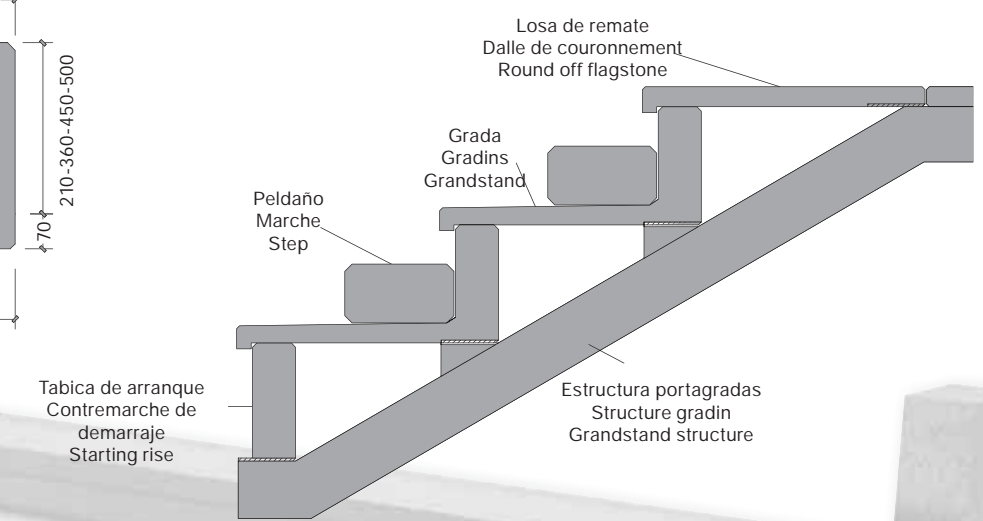 210-360-450-500
70
Losa de remate
Dalle de couronnement
Round off flagstone
Grada
Gradins
Grandstand
Peldaño
Marche
Step
Tabica de arranque
Contremarche de
demarraje
Starting rise
Estructura portagradas
Structure gradin
Grandstand structure